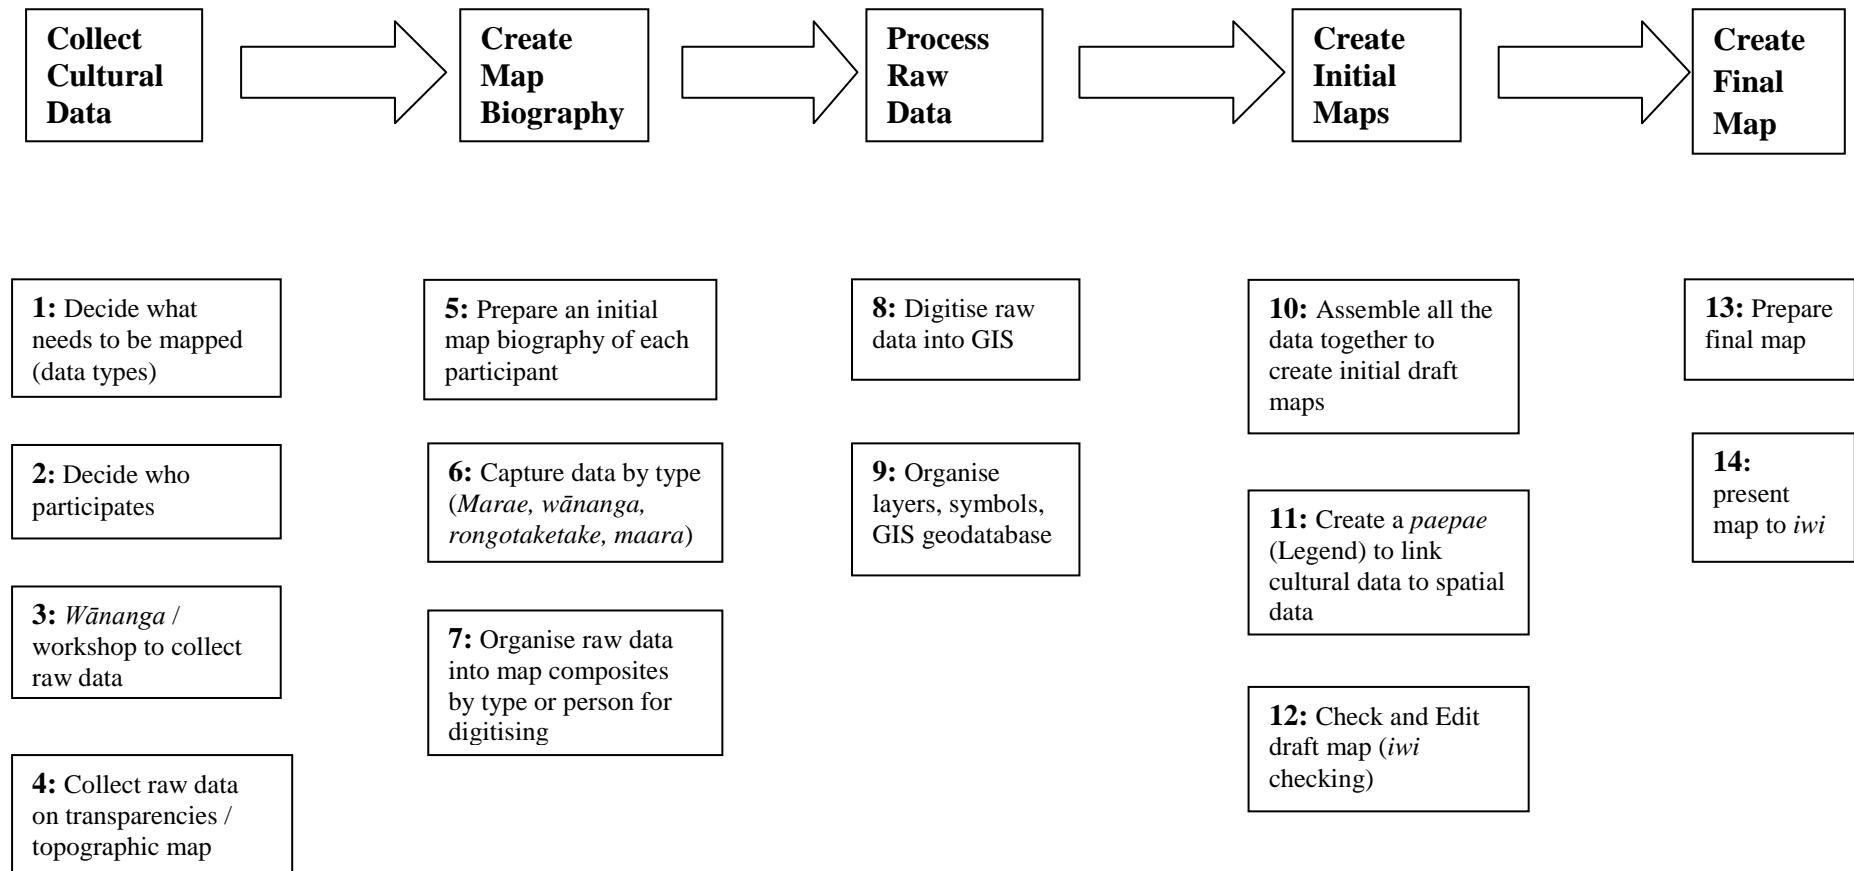 Collect
Cultural
Data
Create
Map
Biography
Process
Raw
Data
Create
Initial
Maps
Create
Final
Map
1: Decide what
needs to be mapped
(data types)
2: Decide who
participates
3: Wānanga /
workshop to collect
raw data
4: Collect raw data
on transparencies /
topographic map
5: Prepare an initial
map biography of each
participant
6: Capture data by type
(Marae, wānanga,
rongotaketake, maara)
7: Organise raw data
into map composites
by type or person for
digitising
8: Digitise raw
data into GIS
9: Organise
layers, symbols,
GIS geodatabase
10: Assemble all the
data together to
create initial draft
maps
11: Create a paepae
(Legend) to link
cultural data to spatial
data
12: Check and Edit
draft map (iwi
checking)
13: Prepare
final map
14:
present
map to iwi